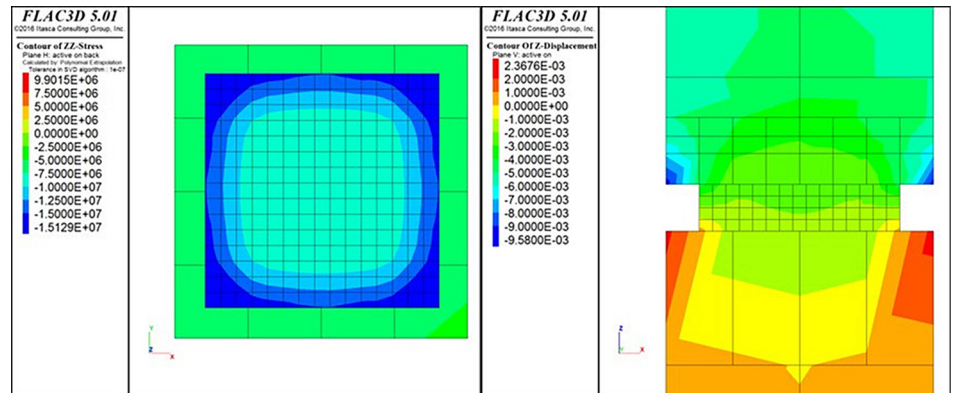 FLAC3D 5.01
©2016 Itasca Consulting Group, Inc.
Contour of ZZ-Stress
Plane H: active on back
Calculated by: Polynomial Extrapolation
Tolerance in SVD algorithm : 1e-07
9.9015E+06
7.5000E+06
5.0000E+06
2.5000E+06
0.0000E+00
-2.5000E+06
-5.0000E+06
-7.5000E+06
-1.0000E+07
-1.2500E+07
-1.5000E+07
-1.5129E+07
Y
Z
X
FLAC3D 5.01
©2016 Itasca Consulting Group, Inc.
Contour Of Z-Displacement
Plane V: active on
2.3676E-03
2.0000E-03
1.0000E-03
0.0000E+00
-1.0000E-03
-2.0000E-03
-3.0000E-03
-4.0000E-03
-5.0000E-03
-6.0000E-03
-7.0000E-03
-8.0000E-03
-9.0000E-03
-9.5800E-03
Z
Y
X